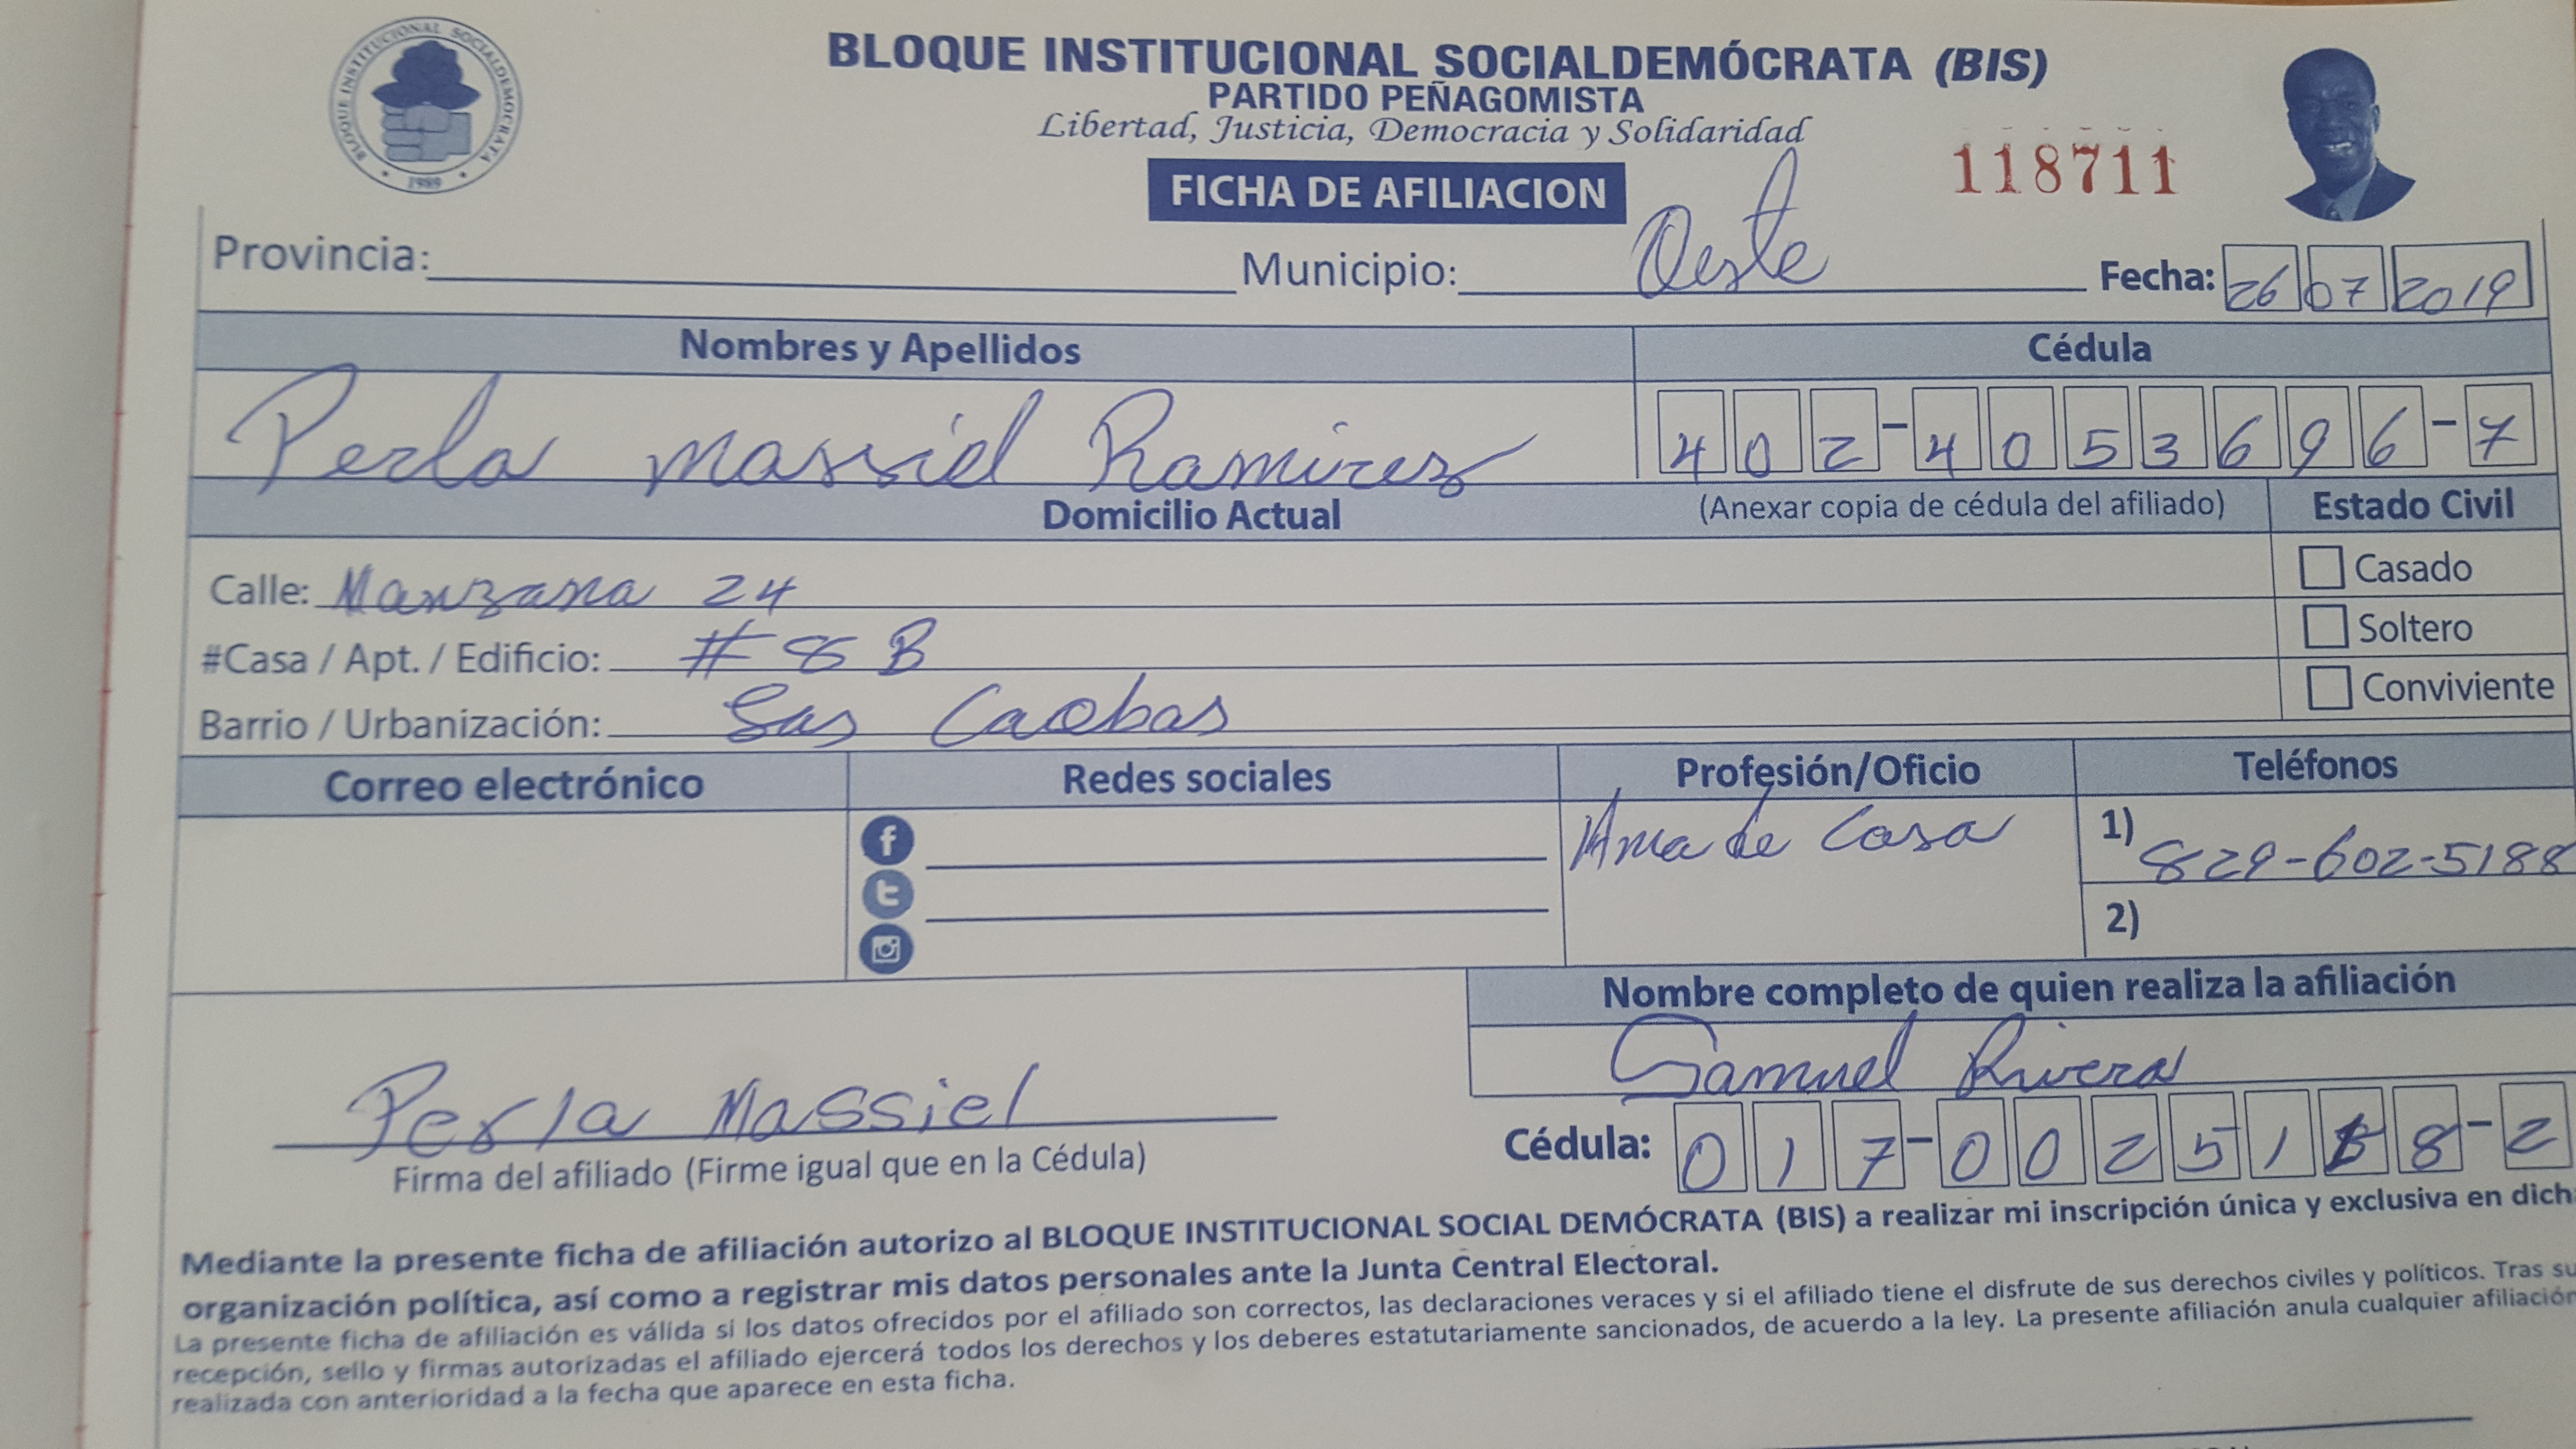 BLOQUE INSTITUCIONAL SOCIALDEMÓCRATA
1989
BLOQUE INSTITUCIONAL SOCIALDEMÓCRATA (BIS)
PARTIDO PEÑAGOMISTA
Libertad, Justicia, Democracia y Solidaridad
118711
FICHA DE AFILIACION
Provincia: Municipio: Oeste Fecha: 26 07 2019
Nombres y Apellidos Cédula
Perla Massiel Ramirez 402-4053696-7
Domicilio Actual (Anexar copia de cédula del afiliado) Estado Civil
Calle: Manzana 24 Casado
#Casa / Apt. / Edificio: #8 B Soltero
Barrio / Urbanización: Las Caobas Conviviente
Correo electrónico Redes sociales Profesión/Oficio Teléfonos
Ama de Casa 1) 829-602-5188
2)
Nombre completo de quien realiza la afiliación
Samuel Rivera
Perla Massiel
Cédula: 017-0025188-2
Firma del afiliado (Firme igual que en la Cédula)
Mediante la presente ficha de afiliación autorizo al BLOQUE INSTITUCIONAL SOCIAL DEMÓCRATA (BIS) a realizar mi inscripción única y exclusiva en dich
organización política, así como a registrar mis datos personales ante la Junta Central Electoral.
La presente ficha de afiliación es válida si los datos ofrecidos por el afiliado son correctos, las declaraciones veraces y si el afiliado tiene el disfrute de sus derechos civiles y políticos. Tras su
recepción, sello y firmas autorizadas el afiliado ejercerá todos los derechos y los deberes estatutariamente sancionados, de acuerdo a la ley. La presente afiliación anula cualquier afiliación
realizada con anterioridad a la fecha que aparece en esta ficha.